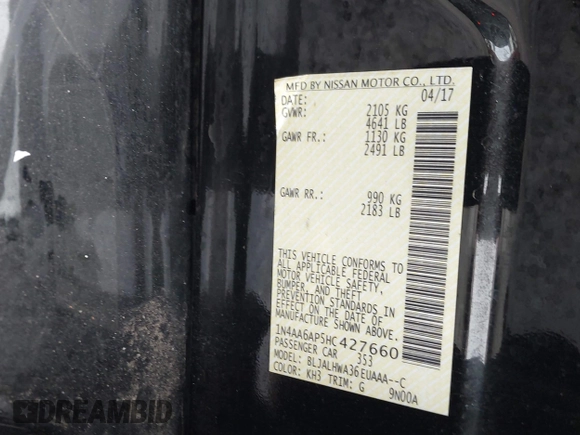 MFD BY NISSAN MOTOR CO., LTD.
DATE: 04/17
GVWR: 2105 KG
4641 LB
GAWR FR.: 1130 KG
2491 LB
GAWR RR.: 990 KG
2183 LB
THIS VEHICLE CONFORMS TO
ALL APPLICABLE FEDERAL
MOTOR VEHICLE SAFETY,
BUMPER, AND THEFT
PREVENTION STANDARDS IN
EFFECT ON THE DATE OF
MANUFACTURE SHOWN ABOVE.
1N4AA6AP5HC427660
PASSENGER CAR 353
MODEL: BLJALHWA36EUAAA--C
COLOR: KH3 TRIM: G 9N00A
DREAMBID